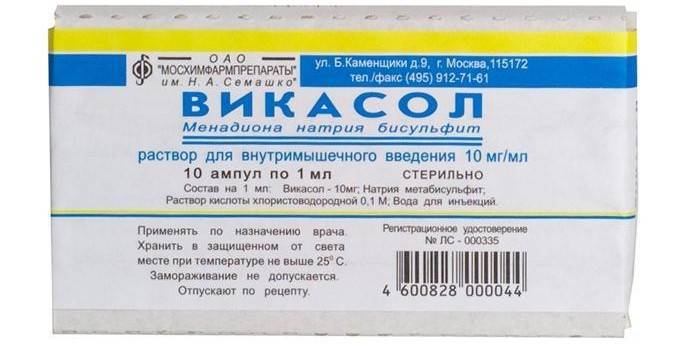 ОАО
"МОСХИМФАРМПРЕПАРАТЫ"
им. Н. А. Семашко"
ул. Б.Каменщики д.9, г. Москва,115172
тел./факс (495) 912-71-61
ВИКАСОЛ
Менадиона натрия бисульфит
раствор для внутримышечного введения 10 мг/мл
10 ампул по 1 мл СТЕРИЛЬНО
Состав на 1 мл: Викасол - 10мг; Натрия метабисульфит;
Раствор кислоты хлористоводородной 0,1 М; Вода для инъекций.
Применять по назначению врача.
Хранить в защищенном от света
месте при температуре не выше 25⁰ С.
Замораживание не допускается.
Отпускают по рецепту.
Регистрационное удостоверение
№ ЛС - 000335
4 600828 000044